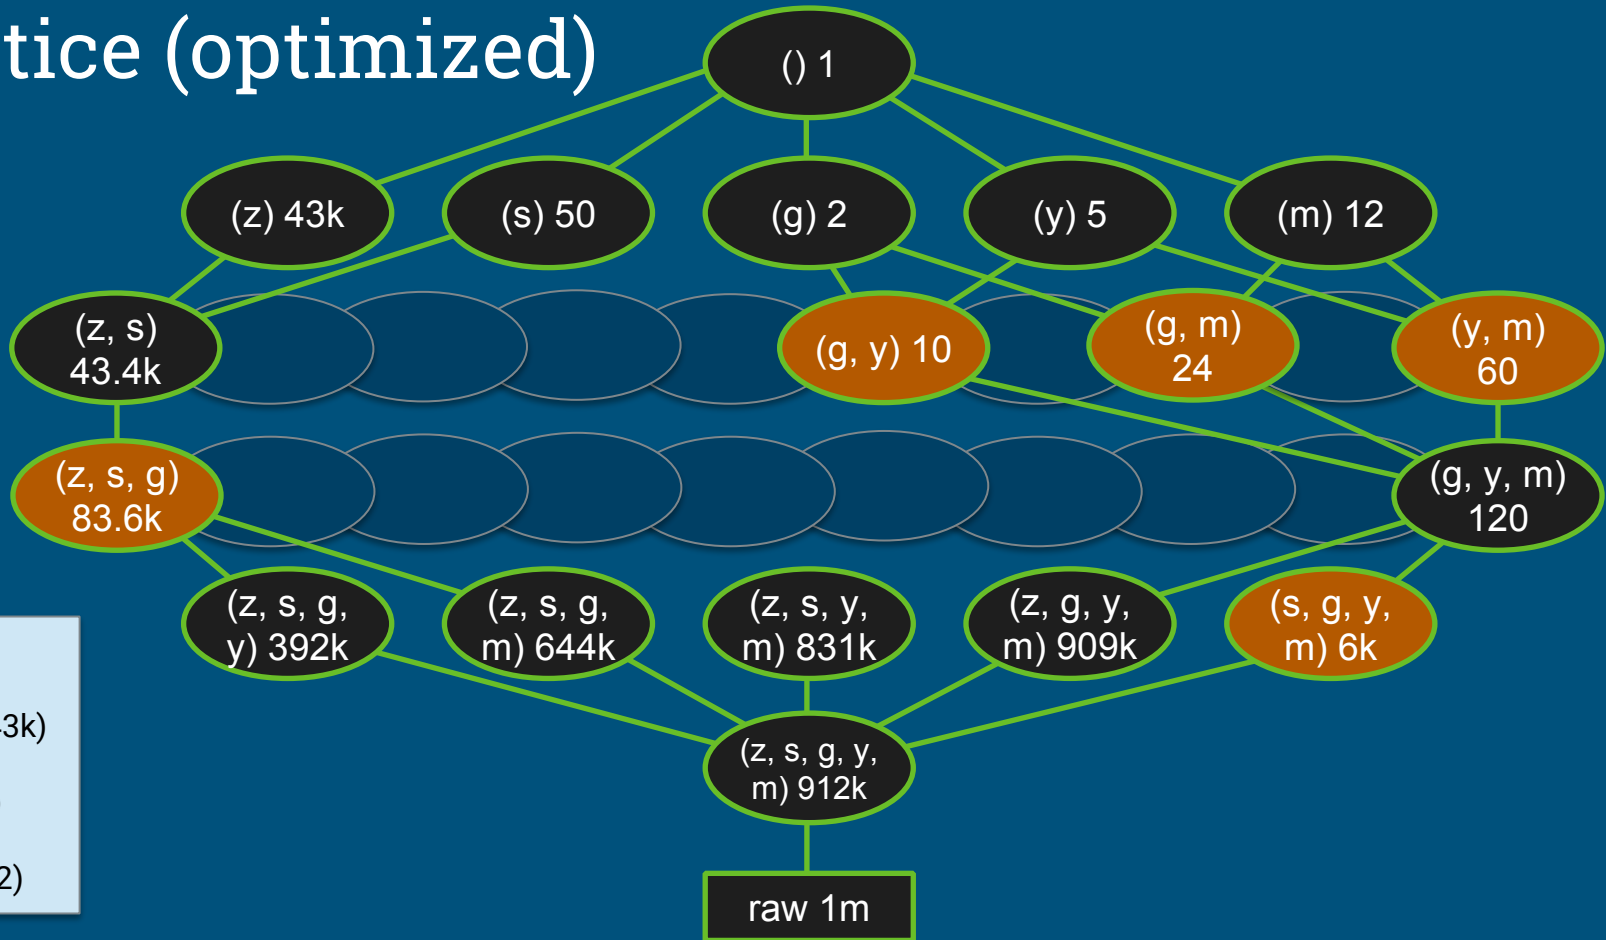 tice (optimized)
() 1
(z) 43k
(s) 50
(g) 2
(y) 5
(m) 12
(z, s)
43.4k
(g, y) 10
(g, m)
24
(y, m)
60
(z, s, g)
83.6k
(g, y, m)
120
(z, s, g,
y) 392k
(z, s, g,
m) 644k
(z, s, y,
m) 831k
(z, g, y,
m) 909k
(s, g, y,
m) 6k
3k)
(z, s, g, y,
m) 912k
)
2)
raw 1m